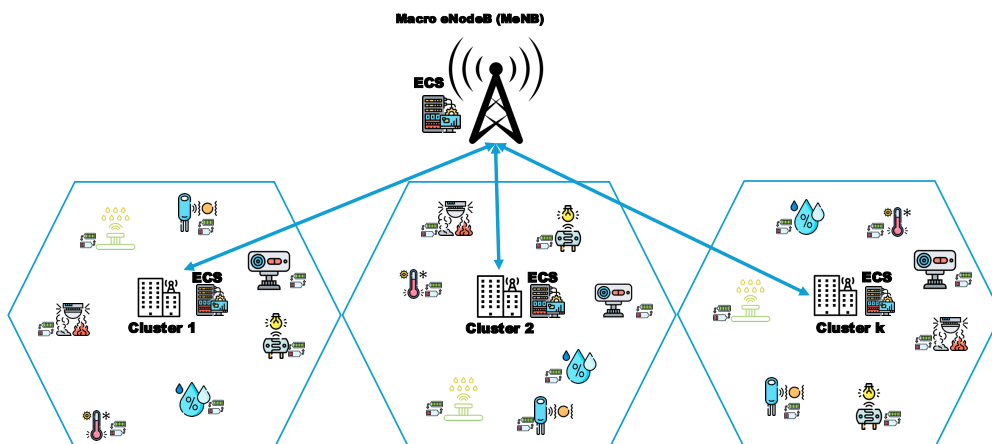 Macro eNodeB (MeNB)
ECS
ECS
Cluster 1
ECS
Cluster 2
ECS
Cluster k
%
%
%